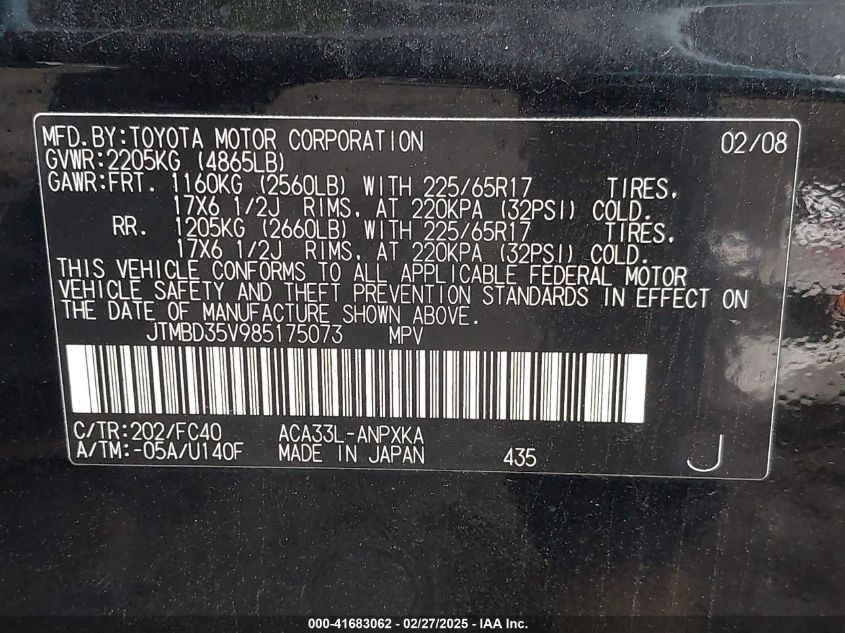 MFD.BY:TOYOTA MOTOR CORPORATION 02/08
GVWR:2205KG (4865LB)
GAWR:FRT. 1160KG (2560LB) WITH 225/65R17 TIRES,
17X6 1/2J RIMS, AT 220KPA (32PSI) COLD.
RR. 1205KG (2660LB) WITH 225/65R17 TIRES,
17X6 1/2J RIMS, AT 220KPA (32PSI) COLD.
THIS VEHICLE CONFORMS TO ALL APPLICABLE FEDERAL MOTOR
VEHICLE SAFETY AND THEFT PREVENTION STANDARDS IN EFFECT ON
THE DATE OF MANUFACTURE SHOWN ABOVE.
JTMBD35V985175073 MPV
C/TR:202/FC40 ACA33L-ANPXKA
A/TM:-05A/U140F MADE IN JAPAN 435 J
000-41683062 - 02/27/2025 - IAA Inc.